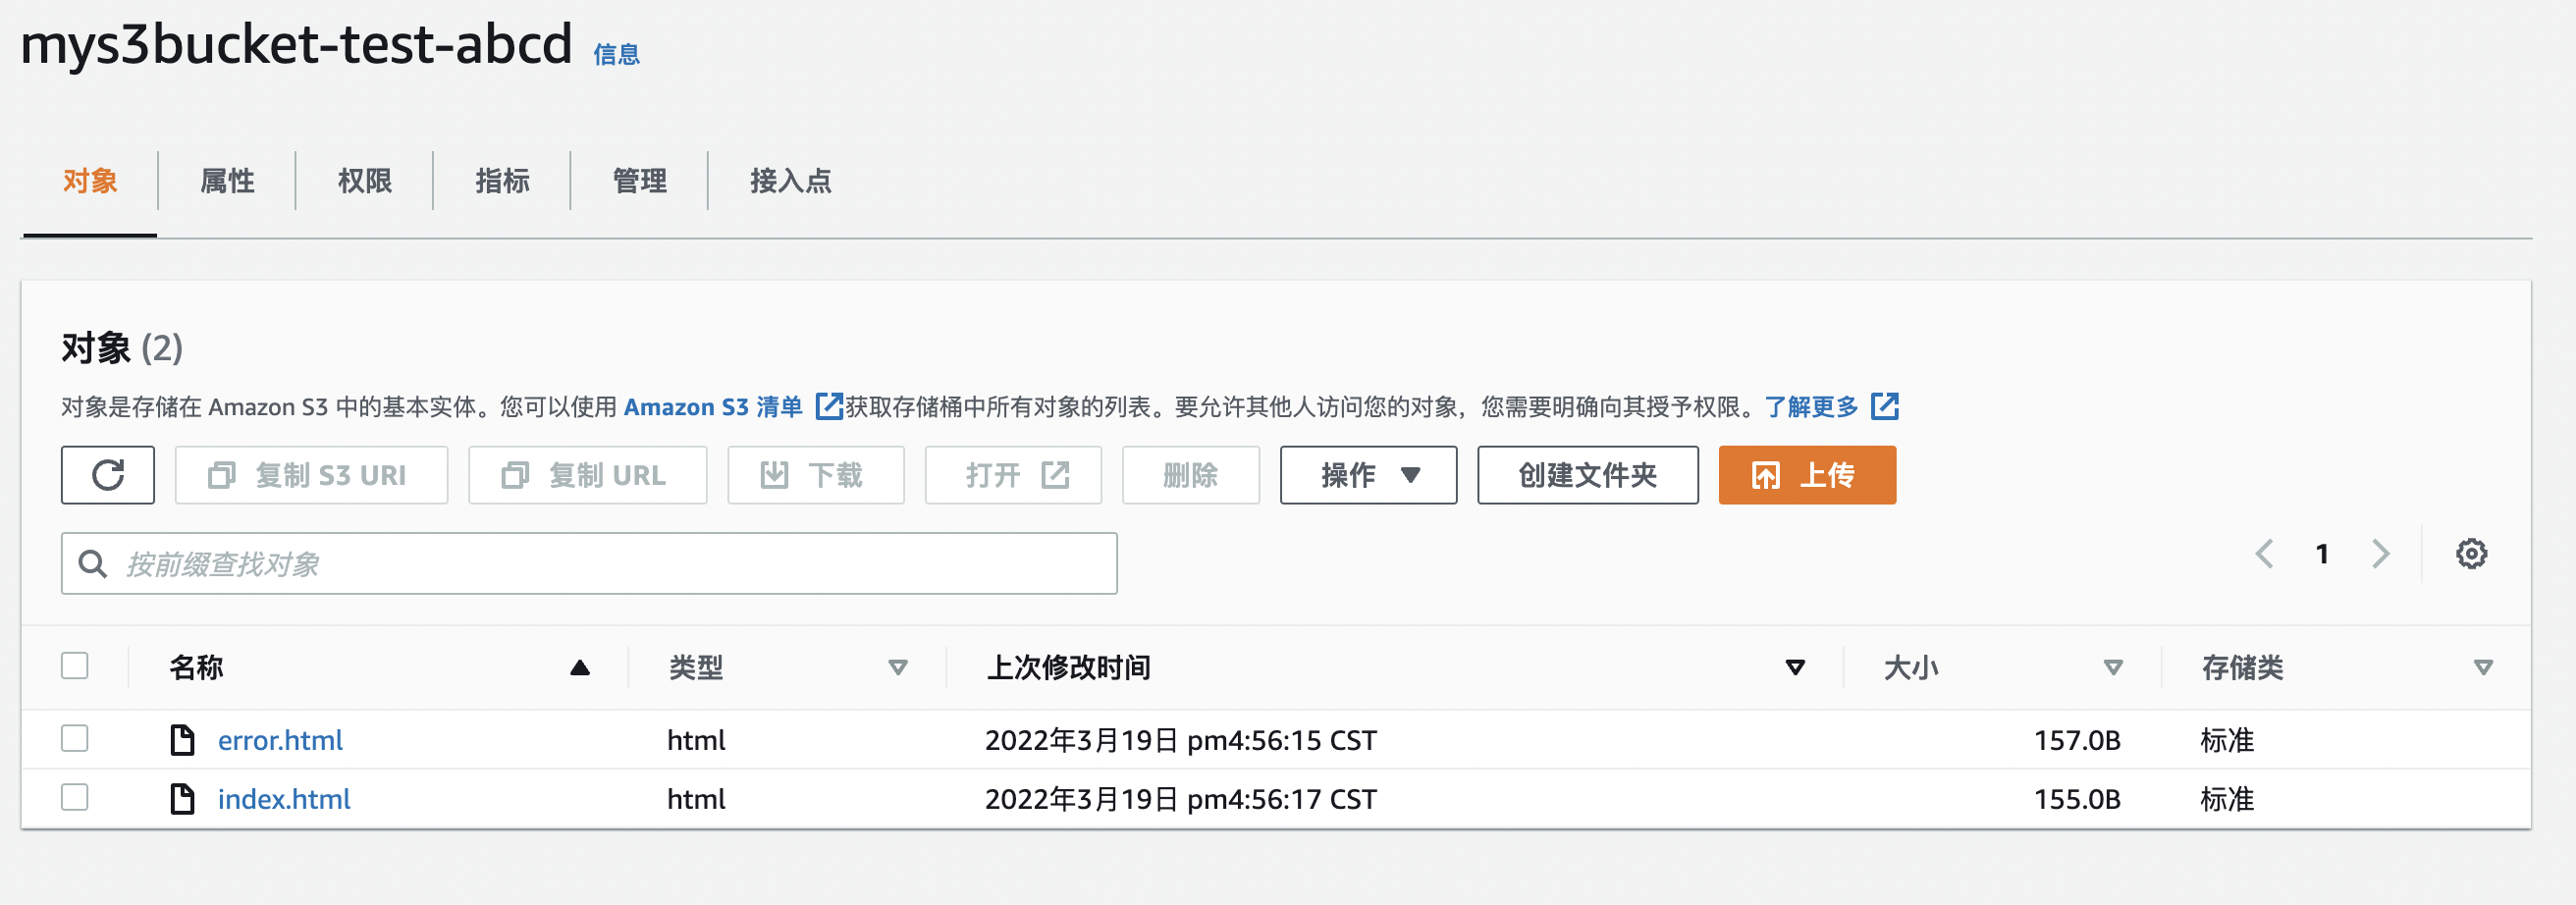 mys3bucket-test-abcd 信息
对象 属性 权限 指标 管理 接入点
对象 (2)
对象是存储在 Amazon S3 中的基本实体。您可以使用 Amazon S3 清单 获取存储桶中所有对象的列表。要允许其他人访问您的对象，您需要明确向其授予权限。了解更多
复制 S3 URI 复制 URL 下载 打开 删除 操作 创建文件夹 上传
按前缀查找对象 1
名称 类型 上次修改时间 大小 存储类
error.html html 2022年3月19日 pm4:56:15 CST 157.0B 标准
index.html html 2022年3月19日 pm4:56:17 CST 155.0B 标准